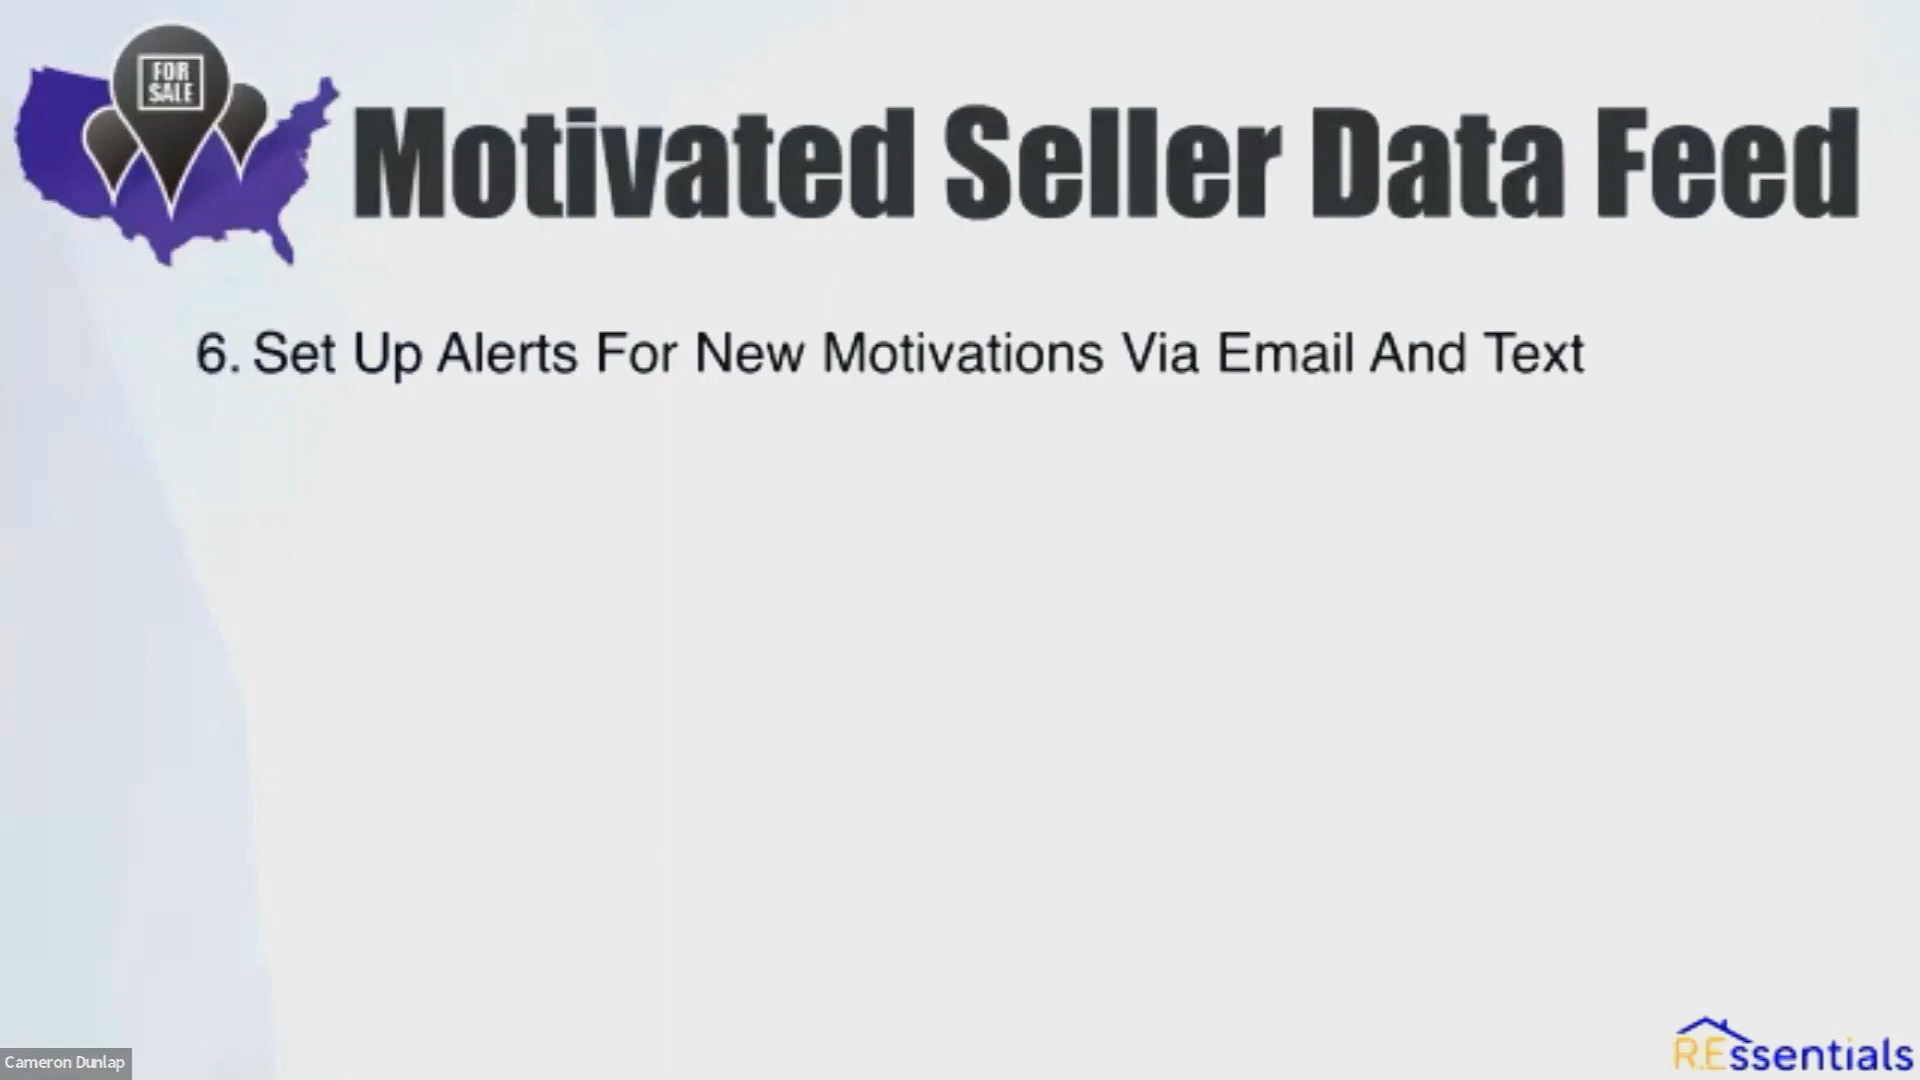 FOR
SALE
Motivated Seller Data Feed
6. Set Up Alerts For New Motivations Via Email And Text
R.Essentials
Cameron Dunlap